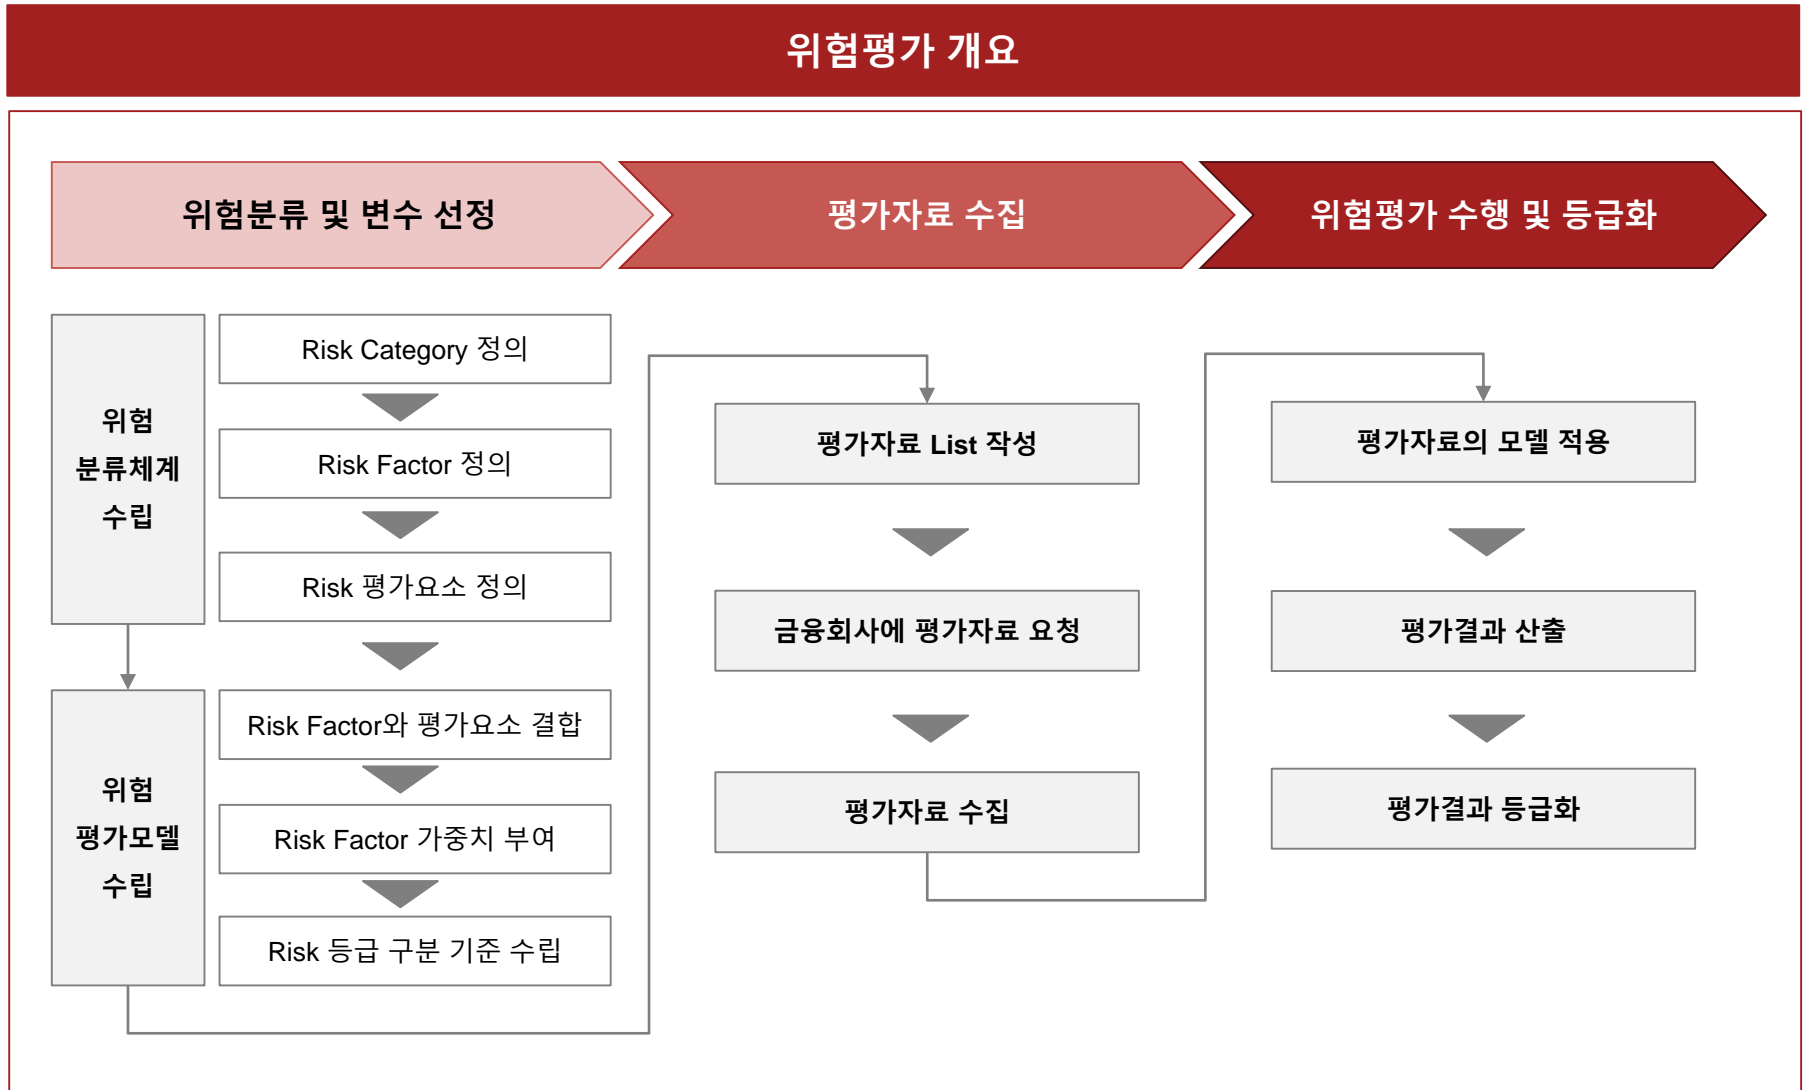 위험평가 개요
위험분류 및 변수 선정
평가자료 수집
위험평가 수행 및 등급화
위험
분류체계
수립
Risk Category 정의
Risk Factor 정의
Risk 평가요소 정의
위험
평가모델
수립
Risk Factor와 평가요소 결합
Risk Factor 가중치 부여
Risk 등급 구분 기준 수립
평가자료 List 작성
금융회사에 평가자료 요청
평가자료 수집
평가자료의 모델 적용
평가결과 산출
평가결과 등급화